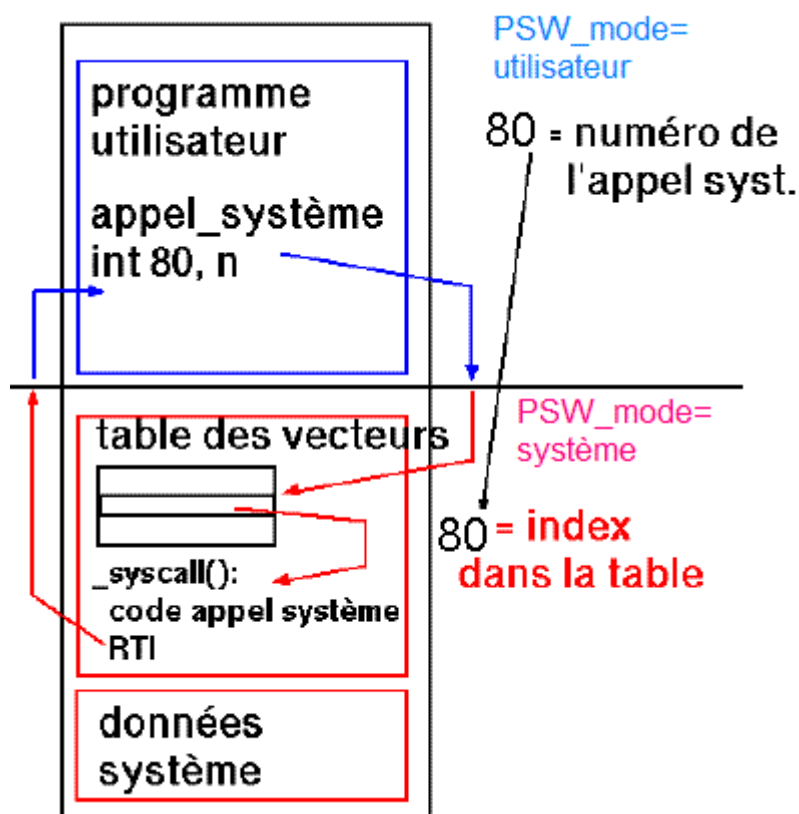 PSW_mode=
utilisateur
programme
utilisateur
80 = numéro de
l'appel syst.
appel_système
int 80, n
PSW_mode=
système
table des vecteurs
80 = index
dans la table
_syscall():
code appel système
RTI
données
système